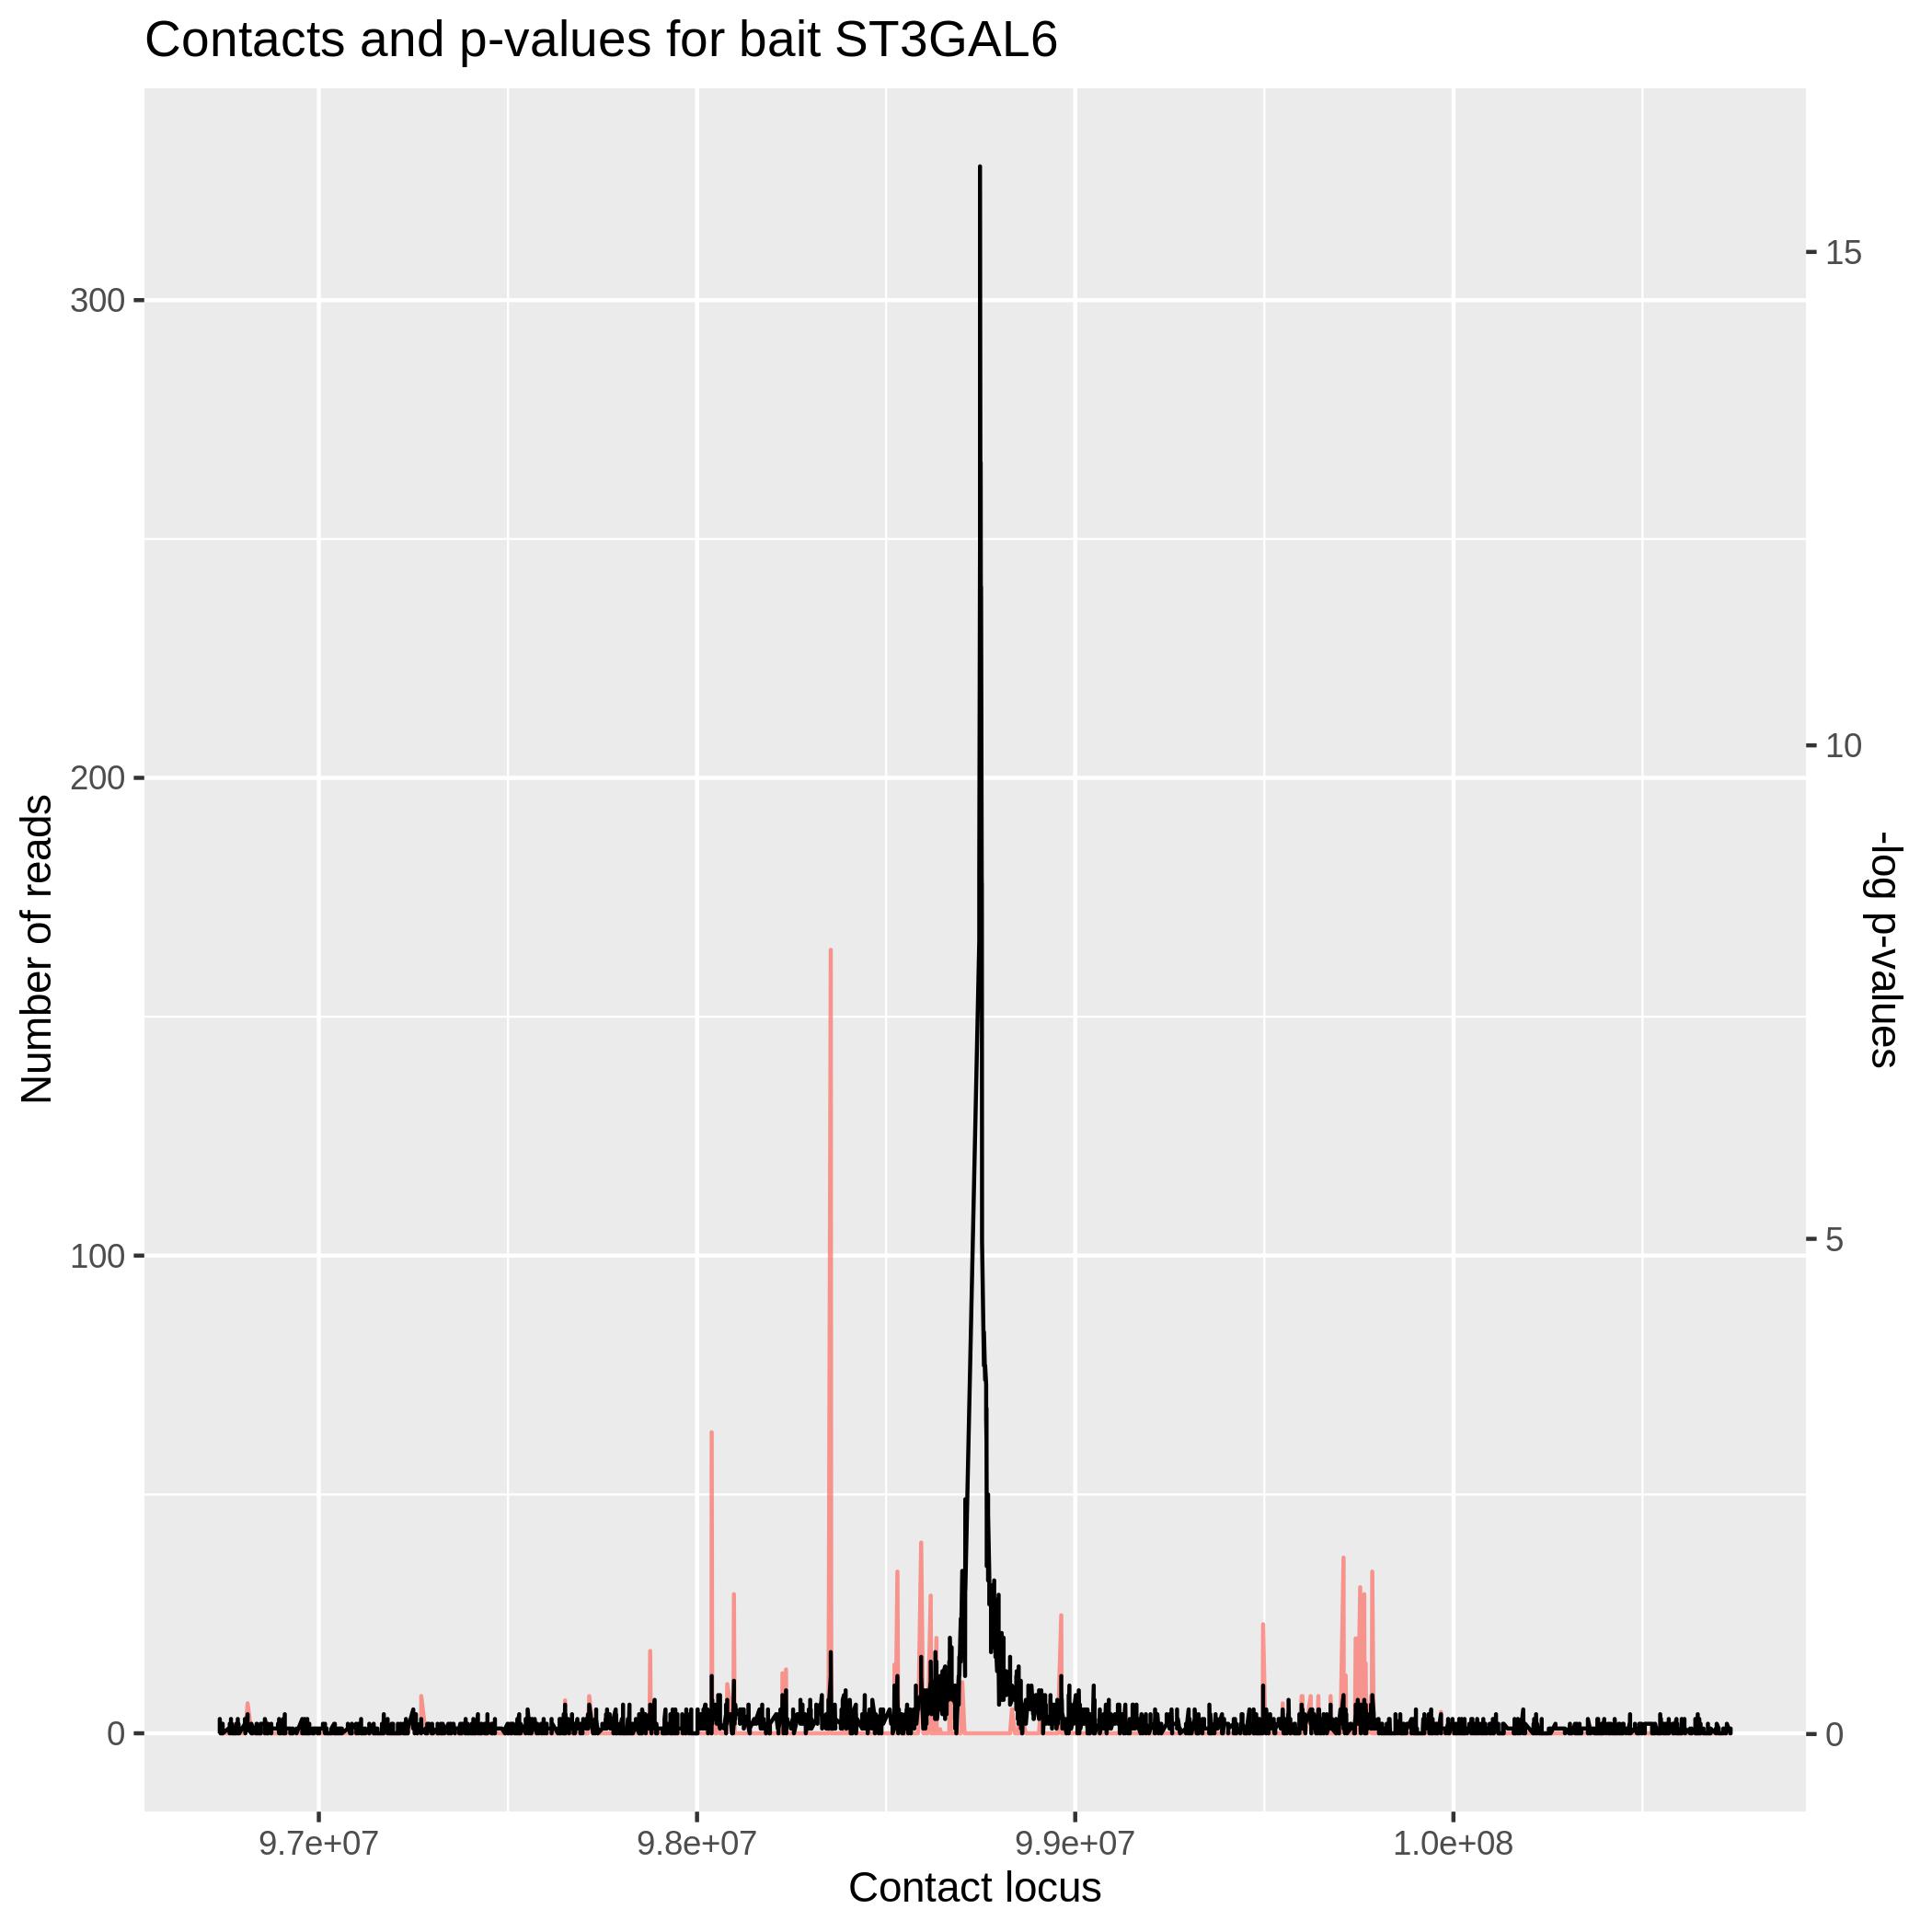 Contacts and p-values for bait ST3GAL6
Number of reads
300
200
100
0
15
10
5
0
-log p-values
9.7e+07
9.8e+07
9.9e+07
1.0e+08
Contact locus